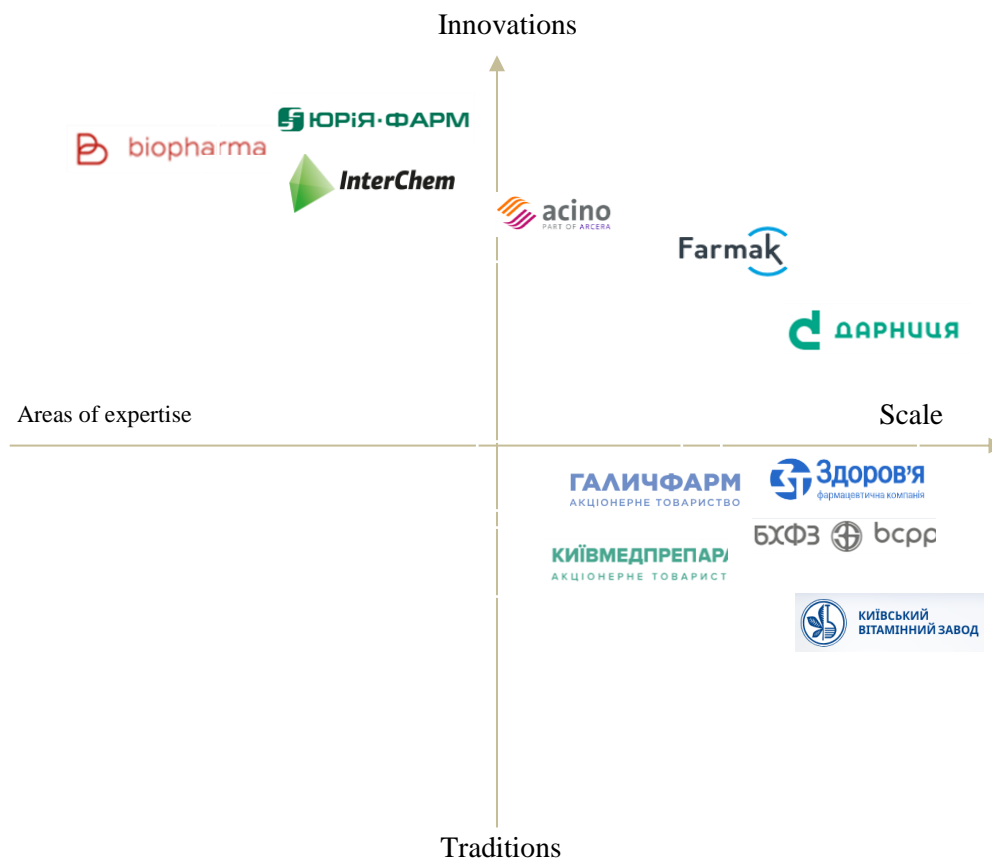 Innovations
ЮРіЯ·ФАРМ
biopharma
InterChem
acino
PART OF ARCERA
Farmak
ДАРНИЦЯ
Areas of expertise
Scale
ГАЛИЧФАРМ
АКЦІОНЕРНЕ ТОВАРИСТВО
Здоров'я
фармацевтична компанія
БХФЗ bcpp
КИЇВМЕДПРЕПАРА
АКЦІОНЕРНЕ ТОВАРИСТ
КИЇВСЬКИЙ
ВІТАМІННИЙ ЗАВОД
Traditions